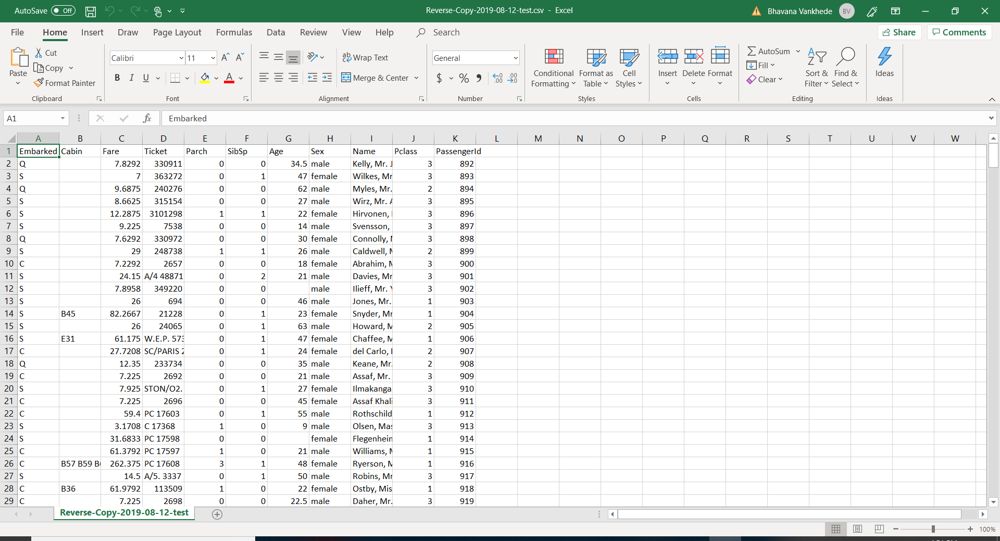 AutoSave Off
Reverse-Copy-2019-08-12-test.csv - Excel
Bhavana Vankhede BV
File Home Insert Draw Page Layout Formulas Data Review View Help Search Share Comments
Paste Cut Copy Format Painter Clipboard
Calibri 11 B I U A Font
ab Wrap Text Merge & Center Alignment
General $ % 9 .00 Number
Conditional Formatting Format as Table Cell Styles Styles
Insert Delete Format Cells
AutoSum Fill Clear Sort & Filter Find & Select Editing
Ideas Ideas
A1 fx Embarked
A B C D E F G H I J K L M N O P Q R S T U V W
1 Embarked Cabin Fare Ticket Parch SibSp Age Sex Name Pclass PassengerId
2 Q 7.8292 330911 0 0 34.5 male Kelly, Mr. J 3 892
3 S 7 363272 0 1 47 female Wilkes, Mr 3 893
4 Q 9.6875 240276 0 0 62 male Myles, Mr. 2 894
5 S 8.6625 315154 0 0 27 male Wirz, Mr. A 3 895
6 S 12.2875 3101298 1 1 22 female Hirvonen, 3 896
7 S 9.225 7538 0 0 14 male Svensson, 3 897
8 Q 7.6292 330972 0 0 30 female Connolly, 3 898
9 S 29 248738 1 1 26 male Caldwell, 2 899
10 C 7.2292 2657 0 0 18 female Abrahim, 3 900
11 S 24.15 A/4 48871 0 2 21 male Davies, Mr 3 901
12 S 7.8958 349220 0 0 male Ilieff, Mr. 3 902
13 S 26 694 0 0 46 male Jones, Mr. 1 903
14 S B45 82.2667 21228 0 1 23 female Snyder, Mr 1 904
15 S 26 24065 0 1 63 male Howard, M 2 905
16 S E31 61.175 W.E.P. 573 0 1 47 female Chaffee, M 1 906
17 C 27.7208 SC/PARIS 2 0 1 24 female del Carlo, 2 907
18 Q 12.35 233734 0 0 35 male Keane, Mr. 2 908
19 C 7.225 2692 0 0 21 male Assaf, Mr. 3 909
20 S 7.925 STON/O2. 0 1 27 female Ilmakanga 3 910
21 C 7.225 2696 0 0 45 female Assaf Khali 3 911
22 C 59.4 PC 17603 0 1 55 male Rothschild 1 912
23 S 3.1708 C 17368 1 0 9 male Olsen, Mas 3 913
24 S 31.6833 PC 17598 0 0 female Flegenhein 1 914
25 C 61.3792 PC 17597 1 0 21 male Williams, 1 915
26 C B57 B59 B 262.375 PC 17608 3 1 48 female Ryerson, M 1 916
27 S 14.5 A/5. 3337 0 1 50 male Robins, Mr 3 917
28 C B36 61.9792 113509 1 0 22 female Ostby, Mis 1 918
29 C 7.225 2698 0 0 22.5 male Daher, Mr. 3 919
Reverse-Copy-2019-08-12-test
100%